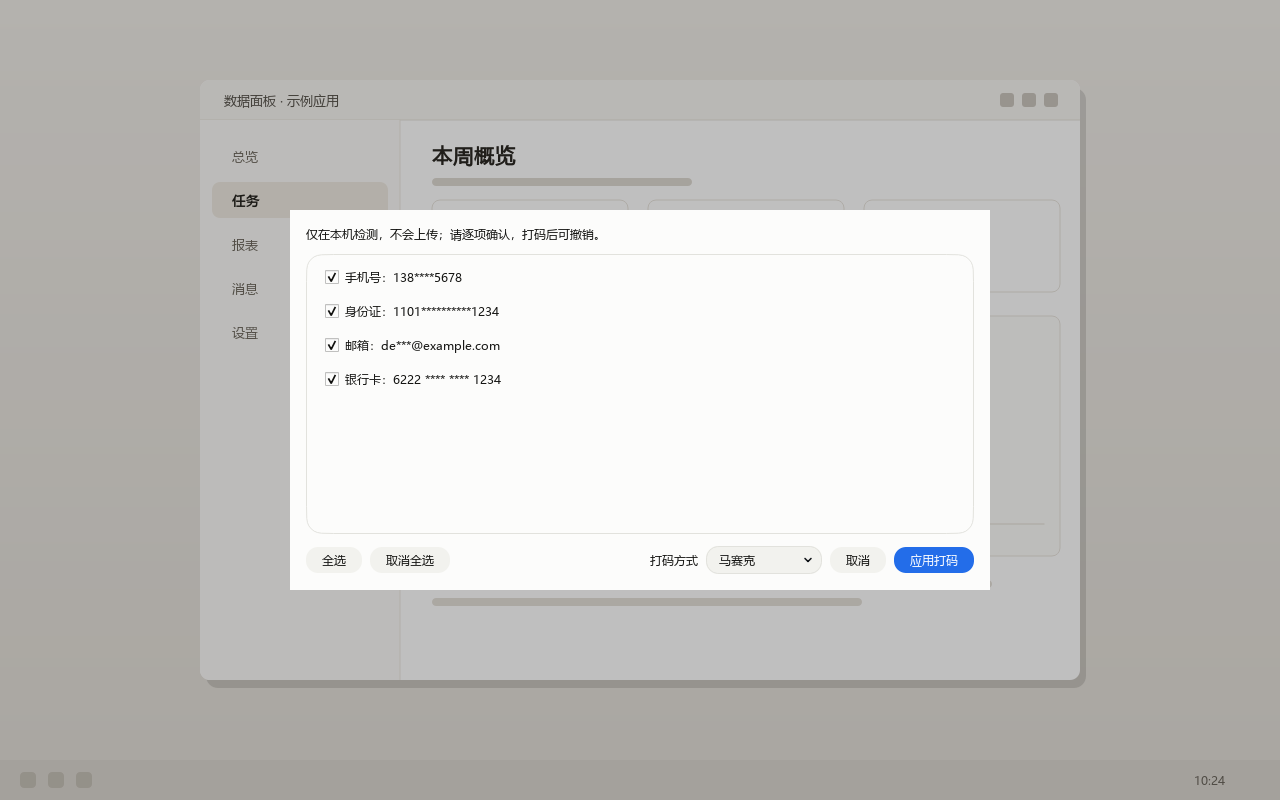 数据面板 · 示例应用
总览
任务
报表
消息
设置
本周概览
仅在本机检测，不会上传；请逐项确认，打码后可撤销。
手机号：138****5678
身份证：1101**********1234
邮箱：de***@example.com
银行卡：6222 **** **** 1234
全选 取消全选 打码方式 马赛克 取消 应用打码
10:24